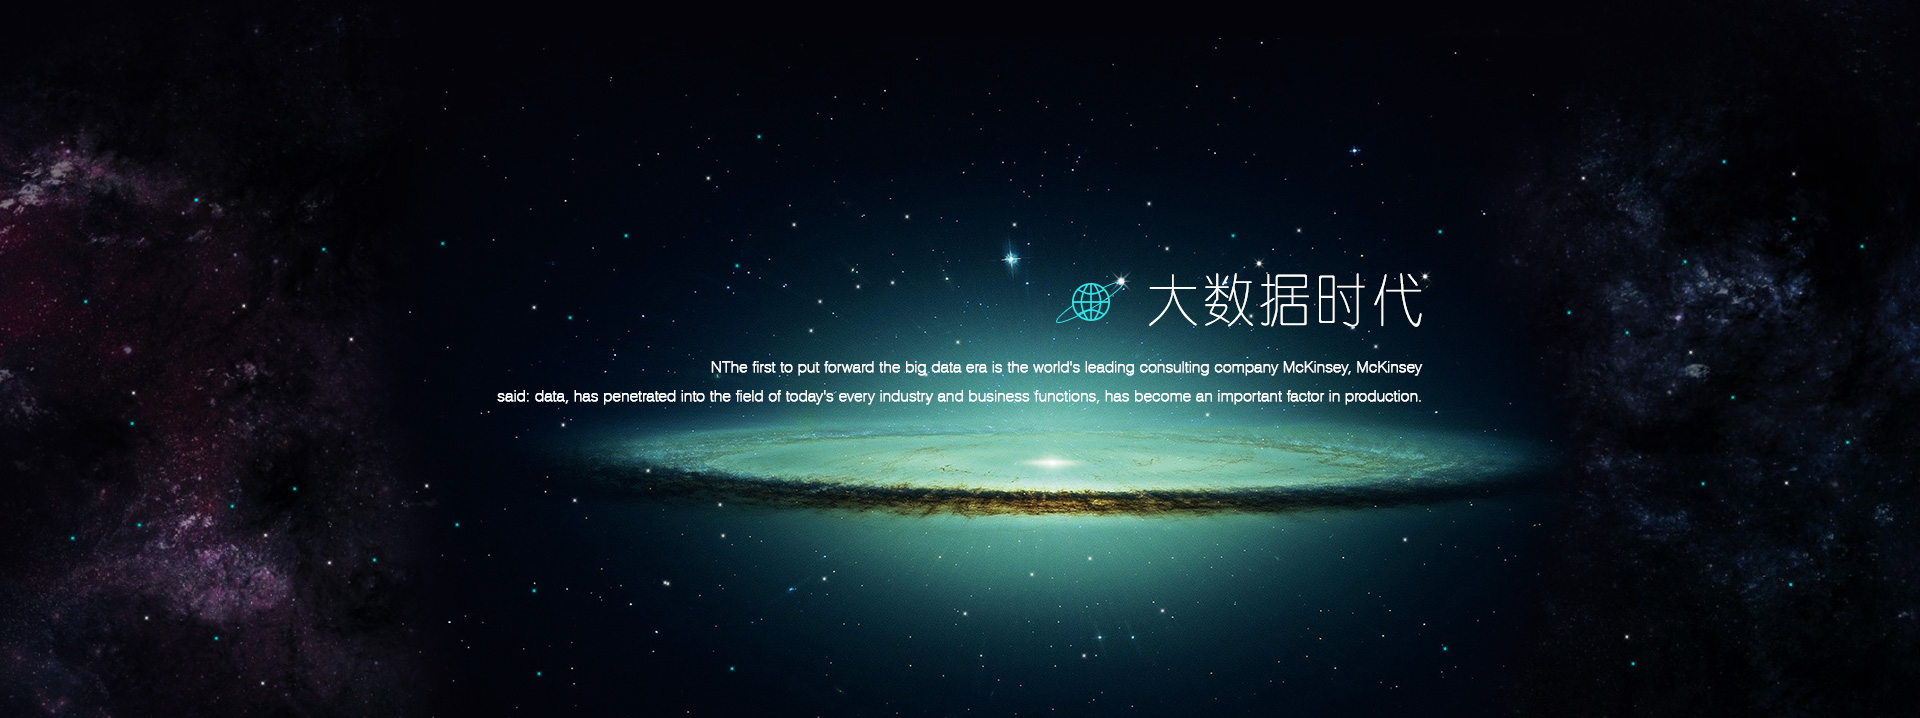 大数据时代
NThe first to put forward the big data era is the world's leading consulting company McKinsey, McKinsey
said: data, has penetrated into the field of today's every industry and business functions, has become an important factor in production.